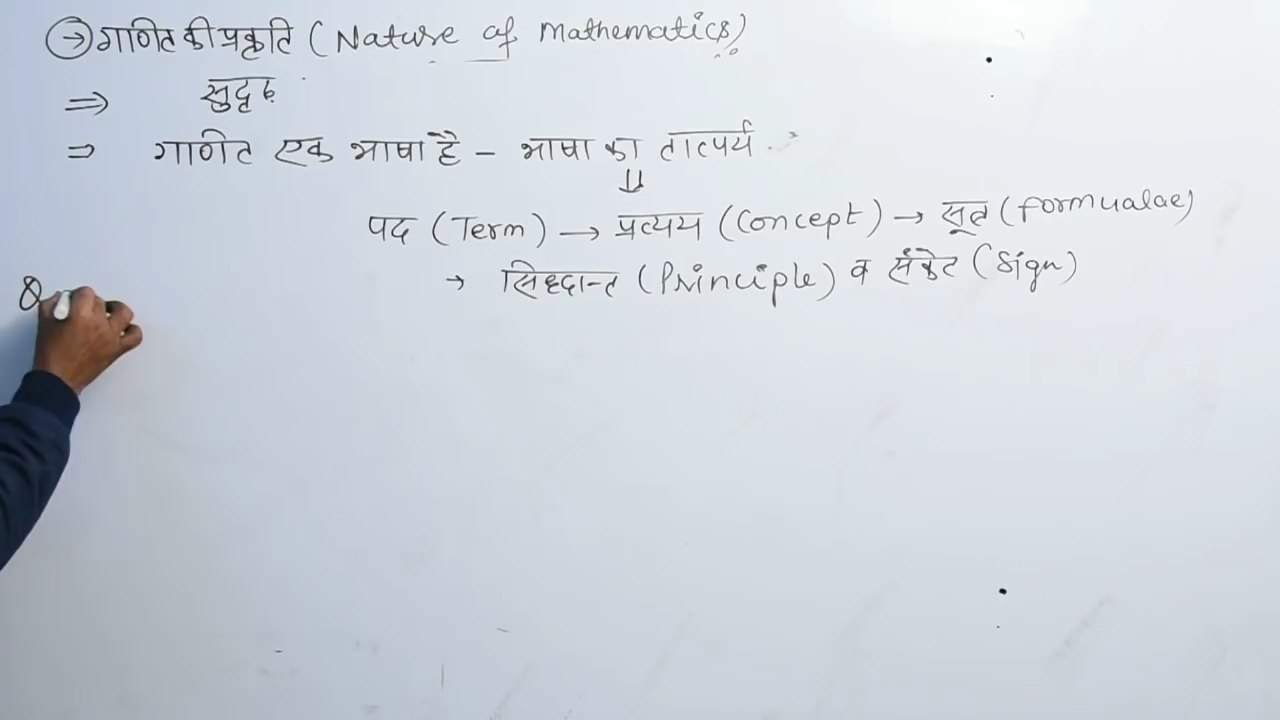 → गणित की प्रकृति (Nature of Mathematics)
⇒ सुदृढ़
⇒ गणित एक भाषा है – भाषा का तात्पर्य
⇓
पद (Term) → प्रत्यय (Concept) → सूत्र (formualae)
→ सिद्धान्त (Principle) व संकेट (Sign)
Q